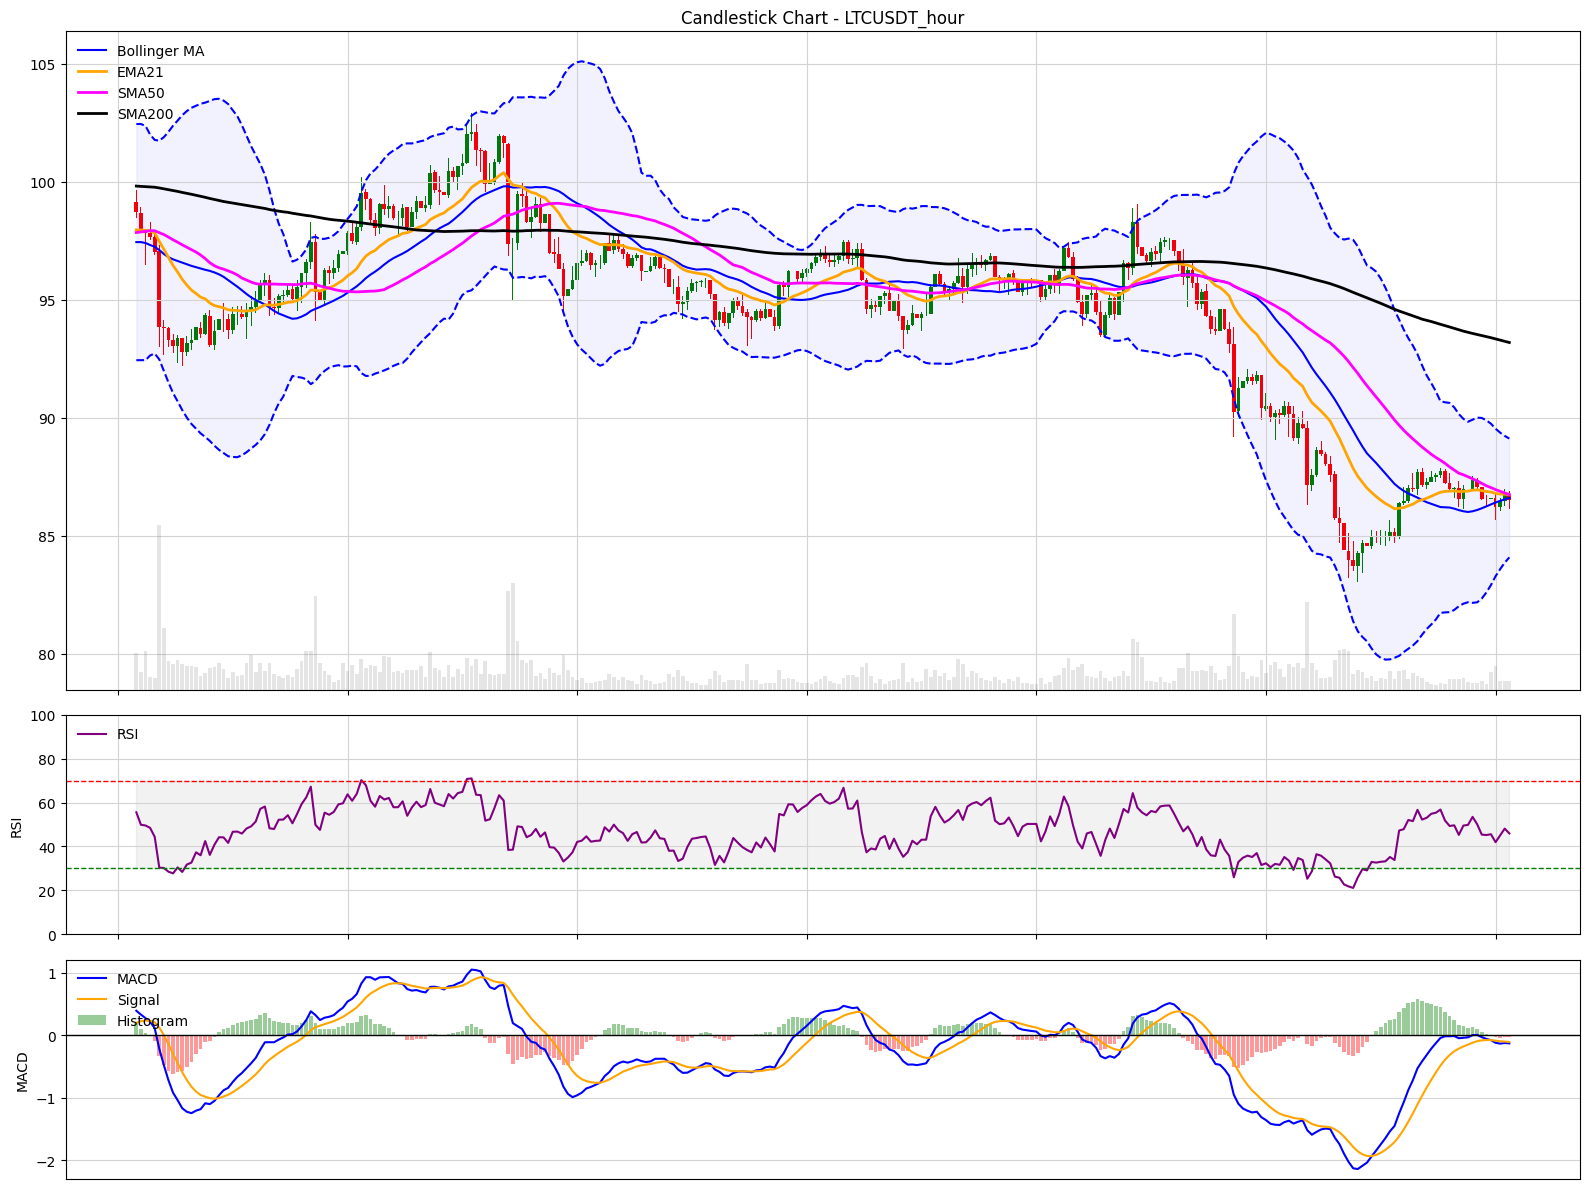 Candlestick Chart - LTCUSDT_hour
Bollinger MA
EMA21
SMA50
SMA200
105
100
95
90
85
80
RSI
100
80
60
40
20
0
RSI
MACD
Signal
Histogram
1
0
−1
−2
MACD